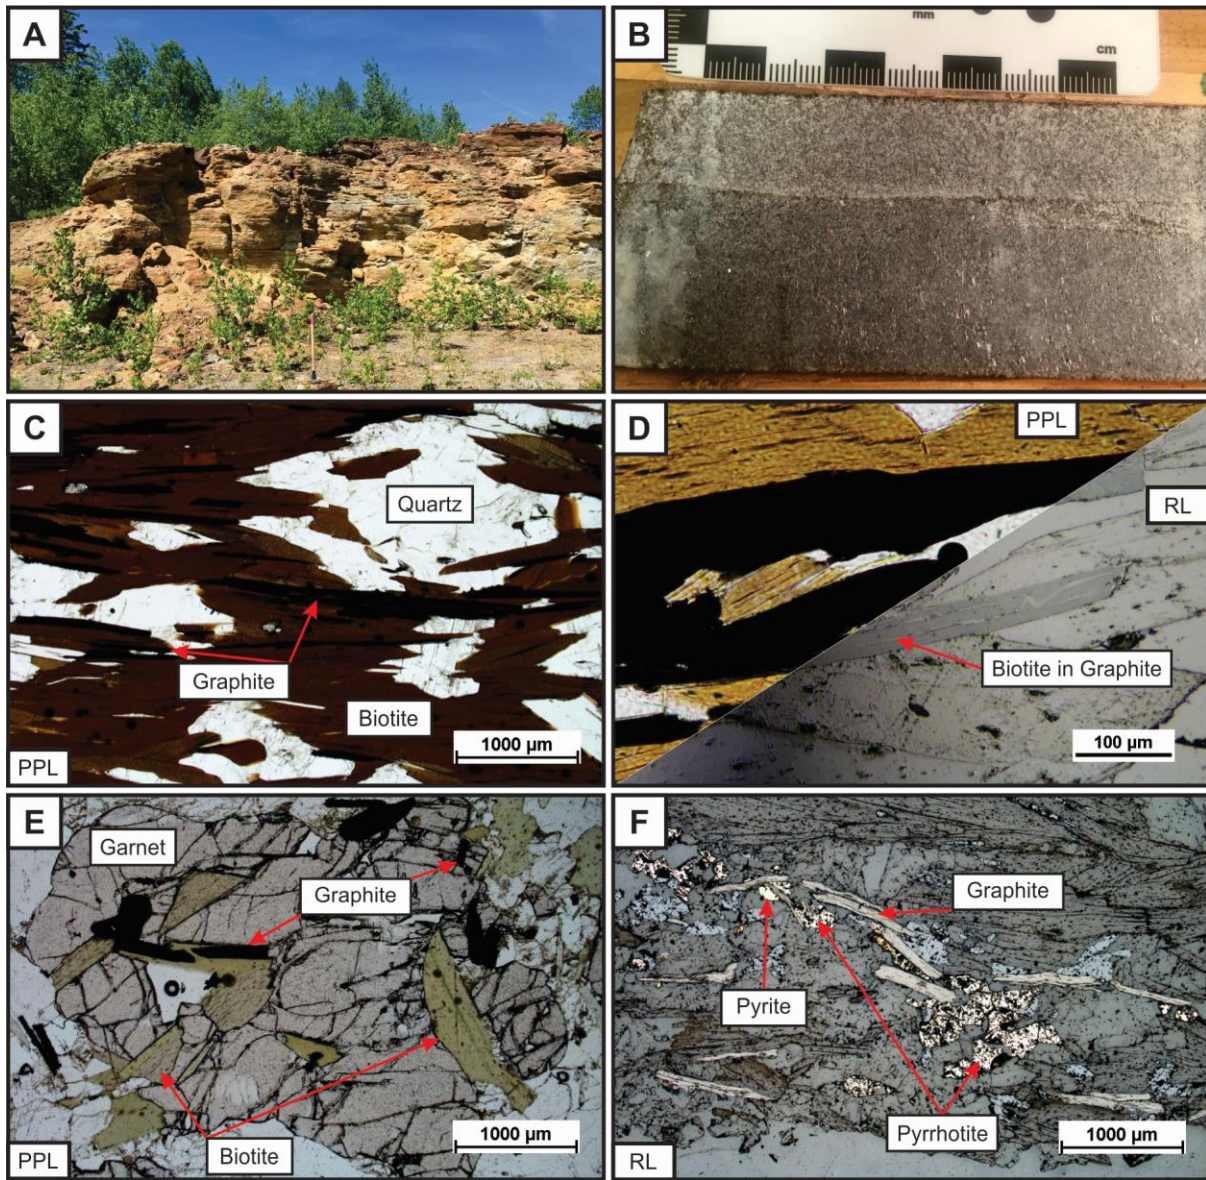 A
B
mm
cm
C
Quartz
Graphite
Biotite
1000 µm
PPL
D
PPL
RL
Biotite in Graphite
100 µm
E
Garnet
Graphite
Biotite
1000 µm
PPL
F
Graphite
Pyrite
Pyrrhotite
1000 µm
RL